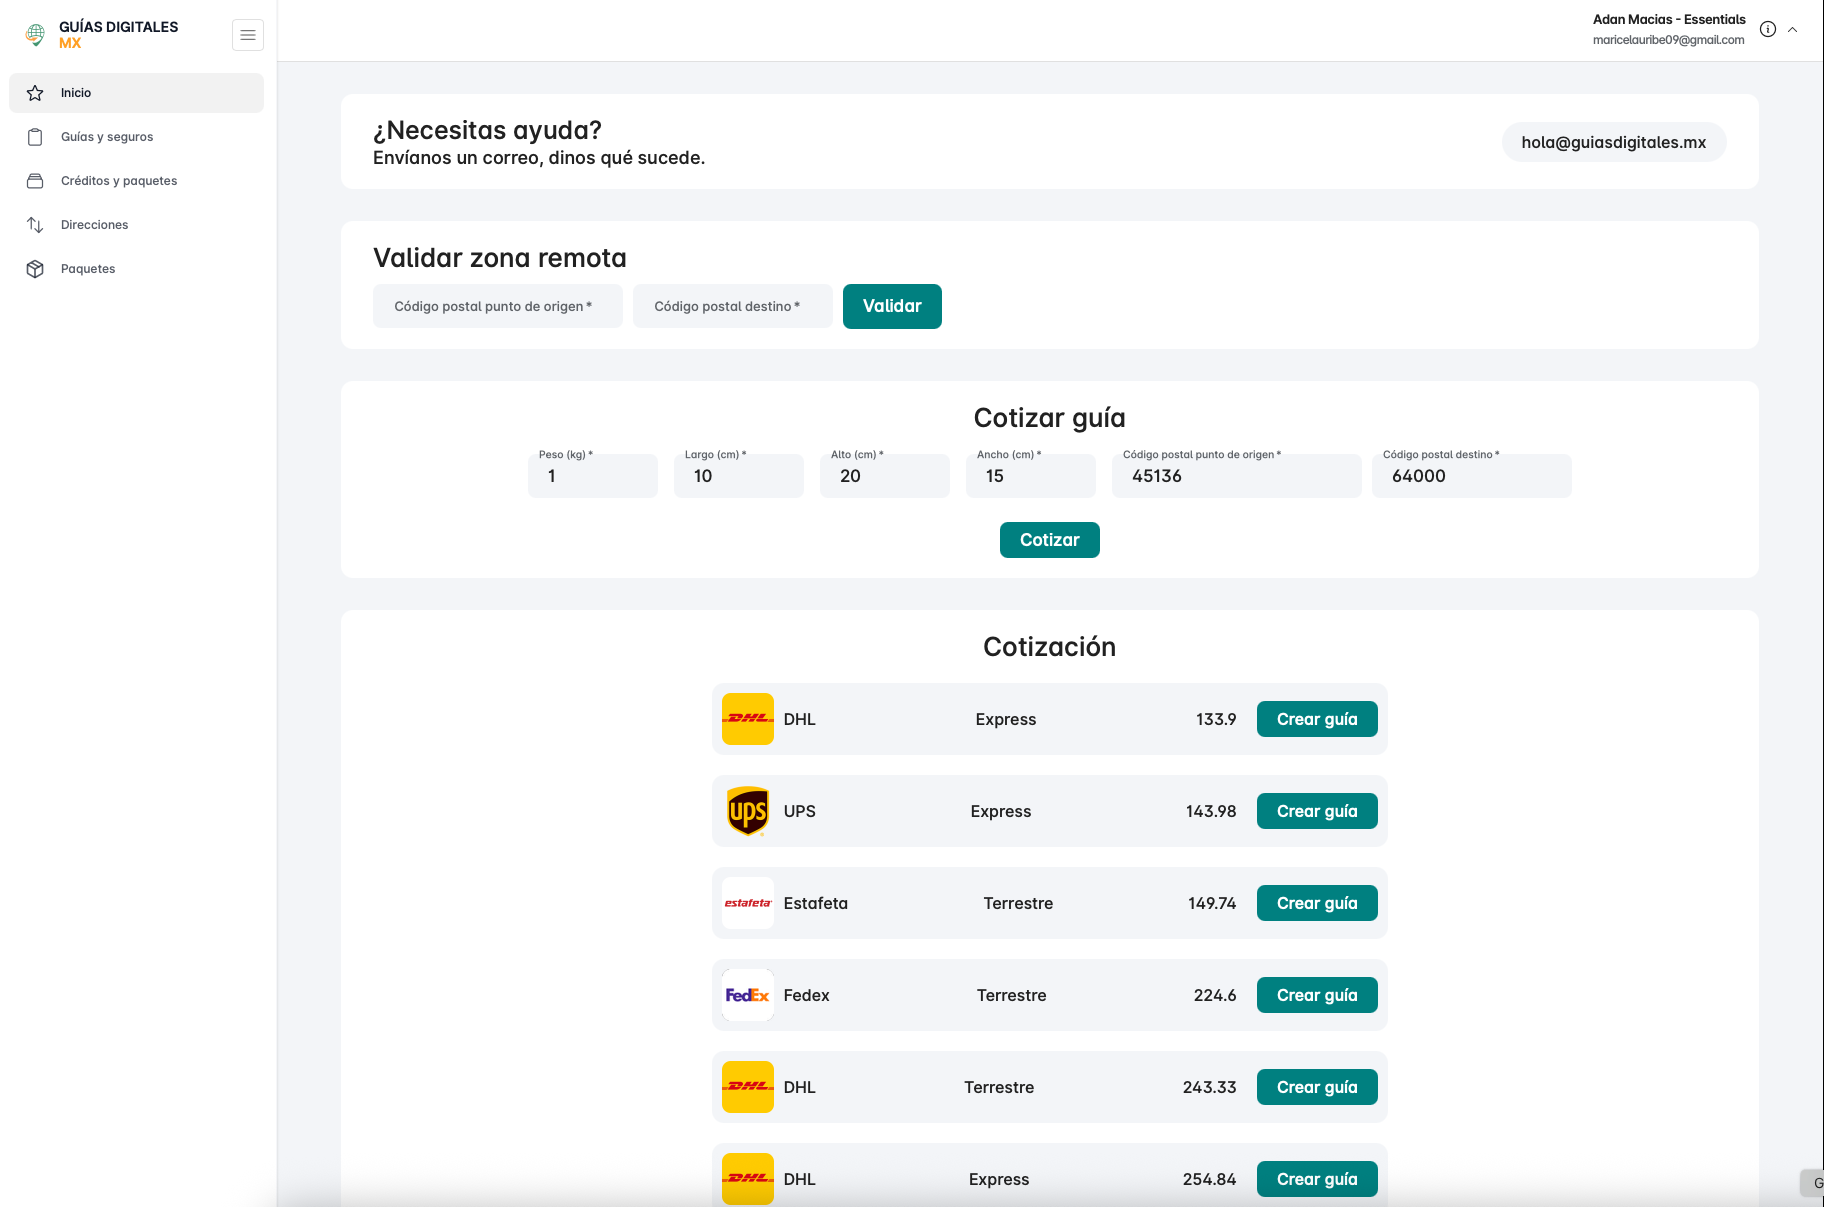 GUÍAS DIGITALES
MX
Inicio
Guías y seguros
Créditos y paquetes
Direcciones
Paquetes
Adan Macias - Essentials
maricelauribe09@gmail.com
¿Necesitas ayuda?
Envíanos un correo, dinos qué sucede.
hola@guiasdigitales.mx
Validar zona remota
Código postal punto de origen *
Código postal destino *
Validar
Cotizar guía
Peso (kg) *
1
Largo (cm) *
10
Alto (cm) *
20
Ancho (cm) *
15
Código postal punto de origen *
45136
Código postal destino *
64000
Cotizar
Cotización
DHL DHL Express 133.9 Crear guía
ups UPS Express 143.98 Crear guía
estafeta Estafeta Terrestre 149.74 Crear guía
FedEx Fedex Terrestre 224.6 Crear guía
DHL DHL Terrestre 243.33 Crear guía
DHL DHL Express 254.84 Crear guía
G